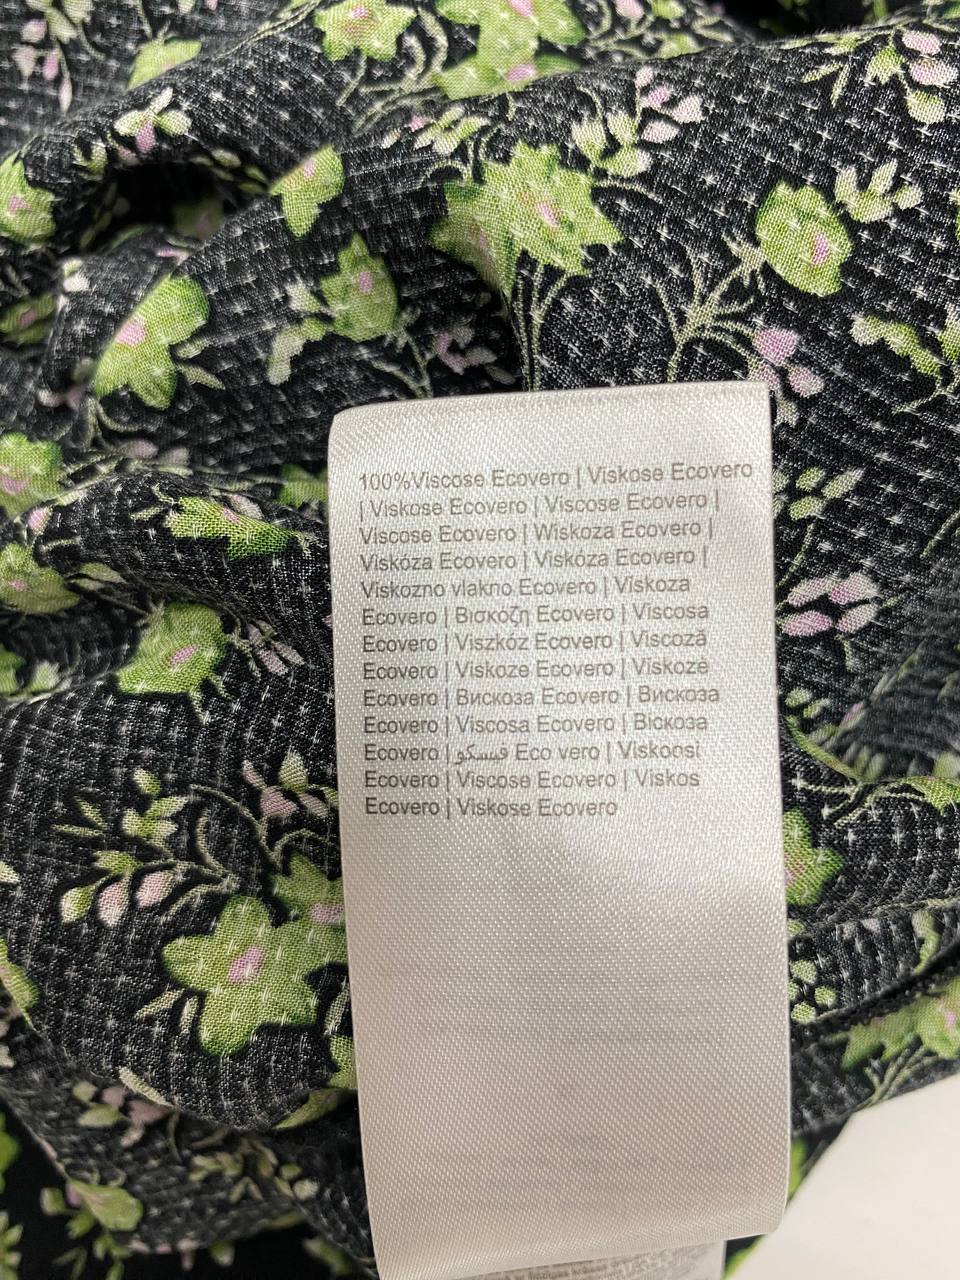 100%Viscose Ecovero | Viskose Ecovero
| Viskose Ecovero | Viscose Ecovero |
Viscose Ecovero | Wiskoza Ecovero |
Viskóza Ecovero | Viskóza Ecovero |
Viskozno vlakno Ecovero | Viskoza
Ecovero | Βισκόζη Ecovero | Viscosa
Ecovero | Viszkóz Ecovero | Viscoză
Ecovero | Viskoze Ecovero | Viskozė
Ecovero | Вискоза Ecovero | Вискоза
Ecovero | Viscosa Ecovero | Віскоза
Ecovero | فيسكو Eco vero | Viskoosi
Ecovero | Viscose Ecovero | Viskos
Ecovero | Viskose Ecovero